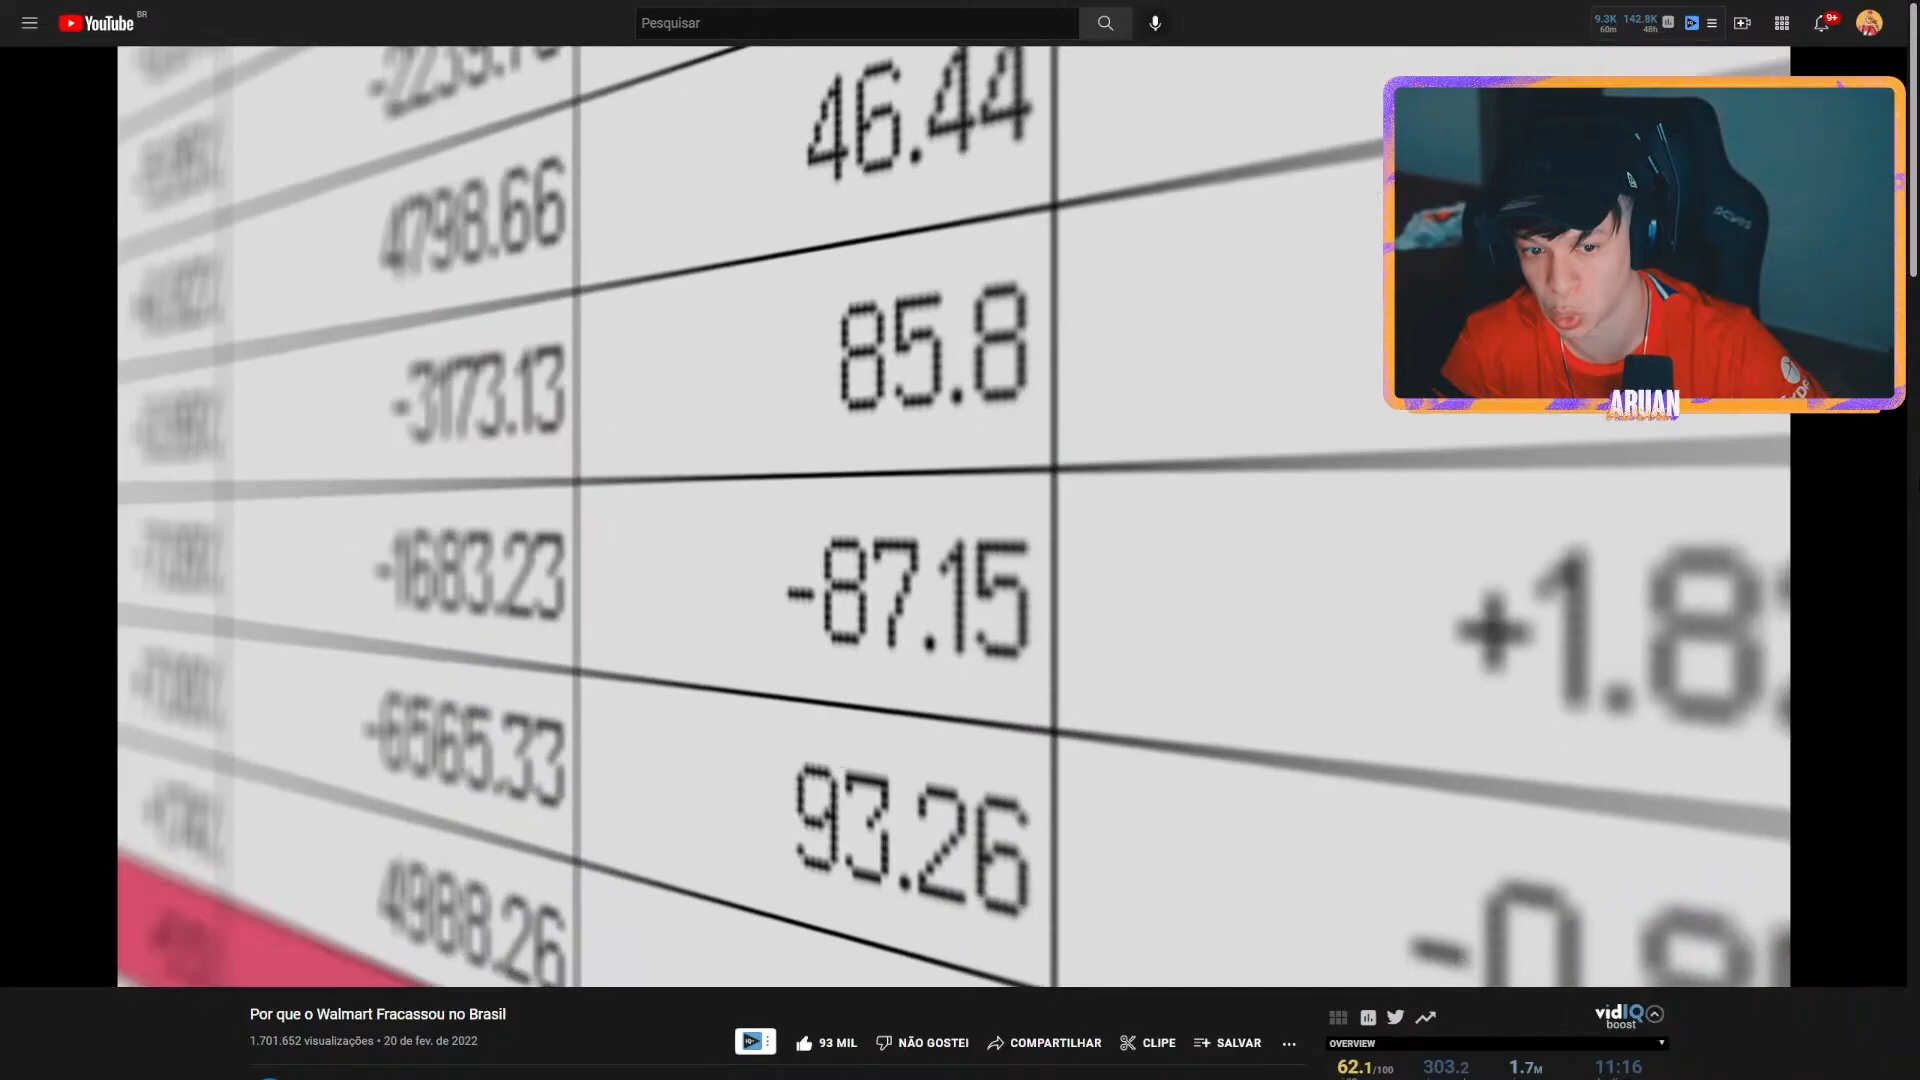 YouTube BR
Pesquisar
9.3K 60m 142.8K 48h
9+
46.44
4798.66
85.8
-3173.13
-87.15
-1683.23
+1.8
93.26
-6565.33
4988.26
ARUAN
Por que o Walmart Fracassou no Brasil
1.701.652 visualizações • 20 de fev. de 2022
93 MIL
NÃO GOSTEI
COMPARTILHAR
CLIPE
SALVAR
...
vidIQ
boost
OVERVIEW
62.1/100
303.2
1.7M
11:16